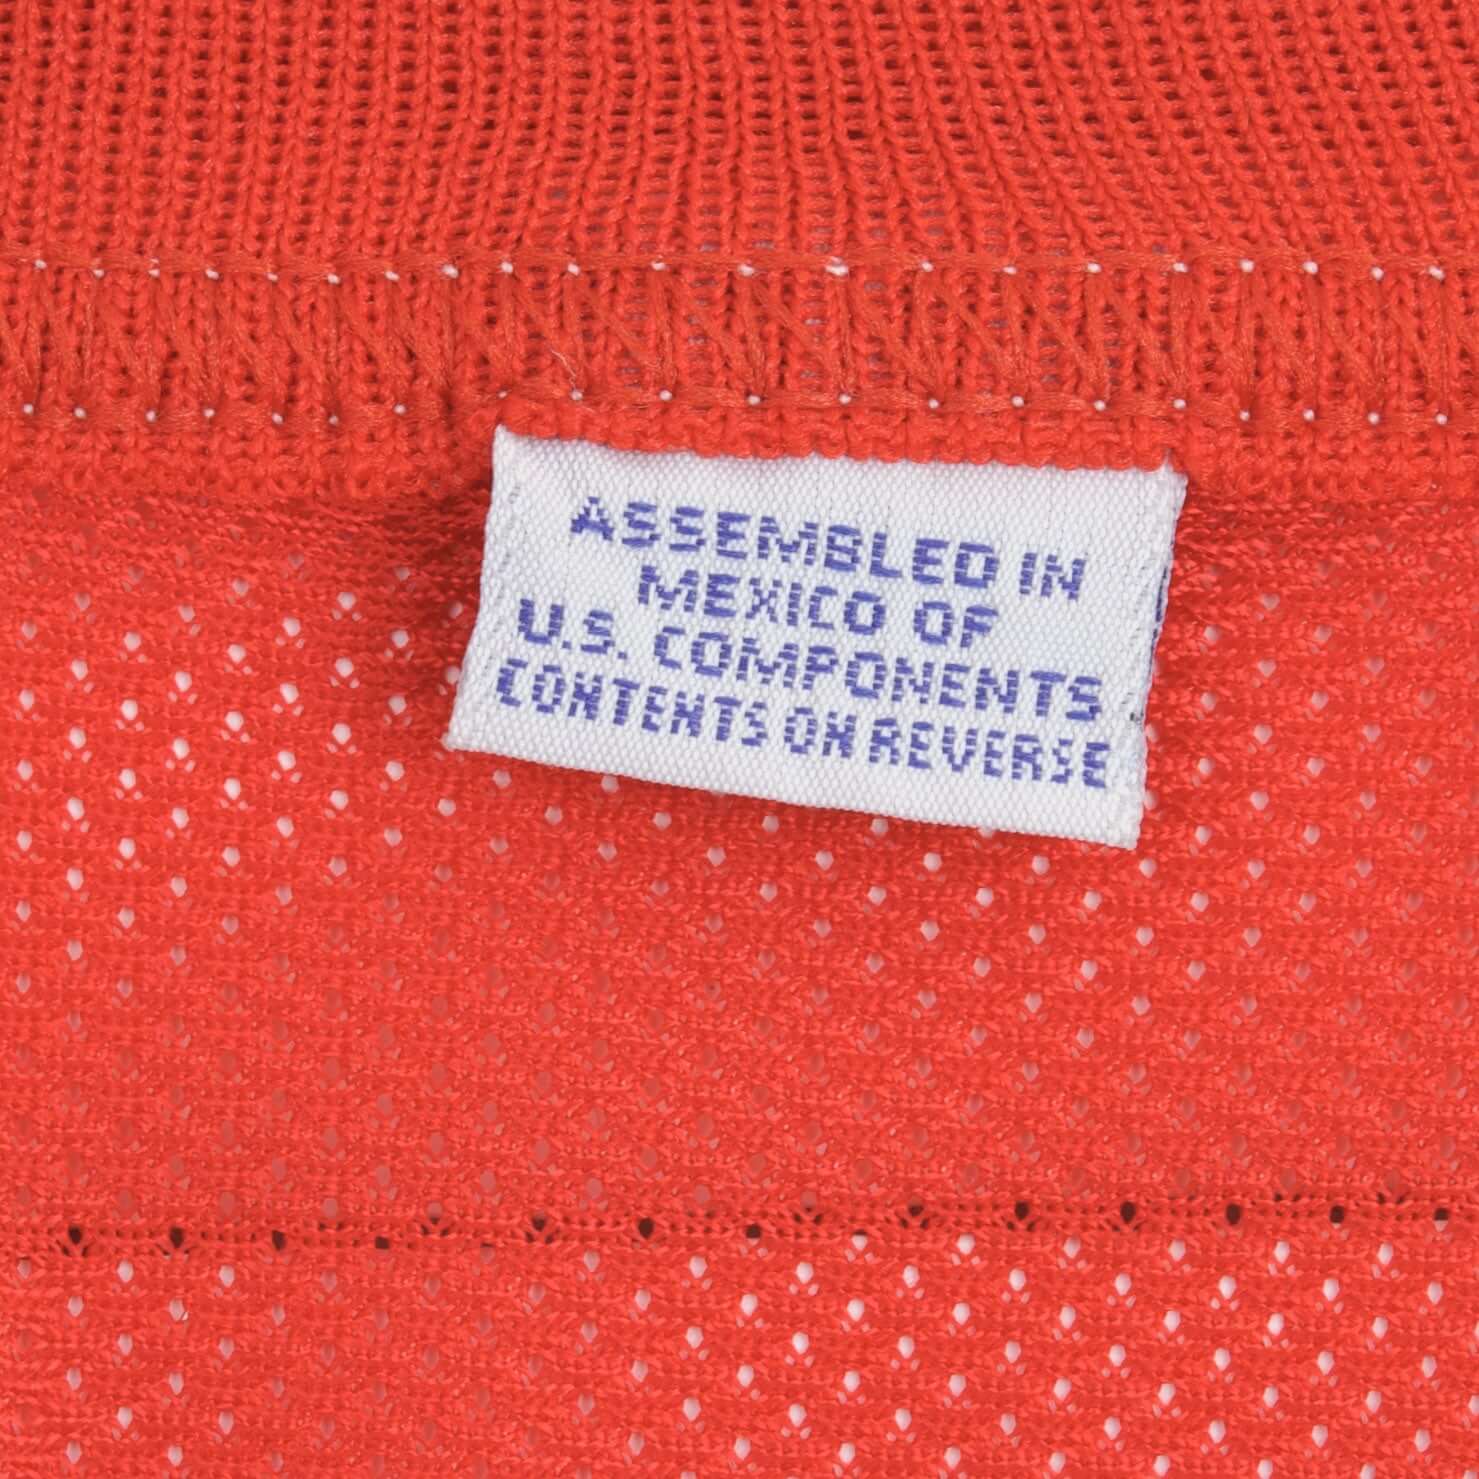 ASSEMBLED IN
MEXICO OF
U.S. COMPONENTS
CONTENTS ON REVERSE